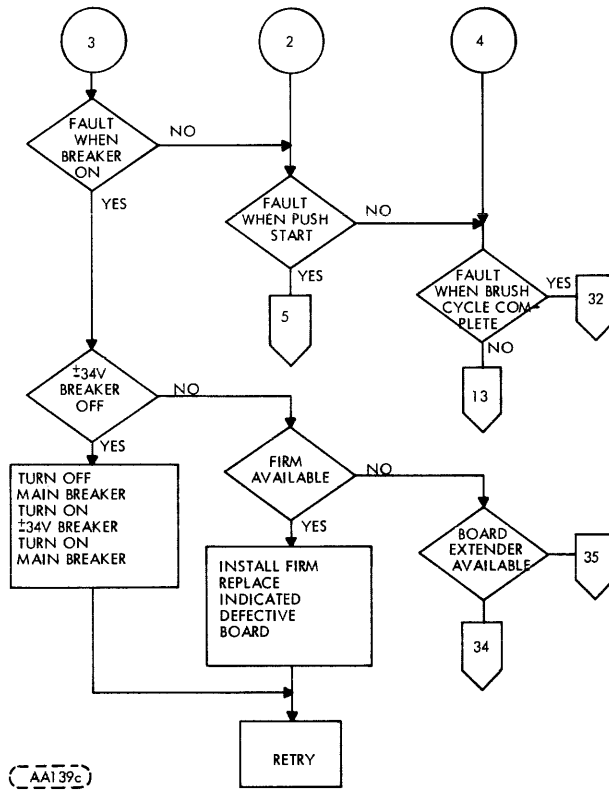 3
2
4
FAULT
WHEN
BREAKER
ON
NO
YES
FAULT
WHEN PUSH
START
NO
YES
5
FAULT
WHEN BRUSH
CYCLE COM-
PLETE
YES
32
NO
13
±34V
BREAKER
OFF
NO
YES
TURN OFF
MAIN BREAKER
TURN ON
±34V BREAKER
TURN ON
MAIN BREAKER
FIRM
AVAILABLE
NO
YES
INSTALL FIRM
REPLACE
INDICATED
DEFECTIVE
BOARD
BOARD
EXTENDER
AVAILABLE
35
34
RETRY
AA139c